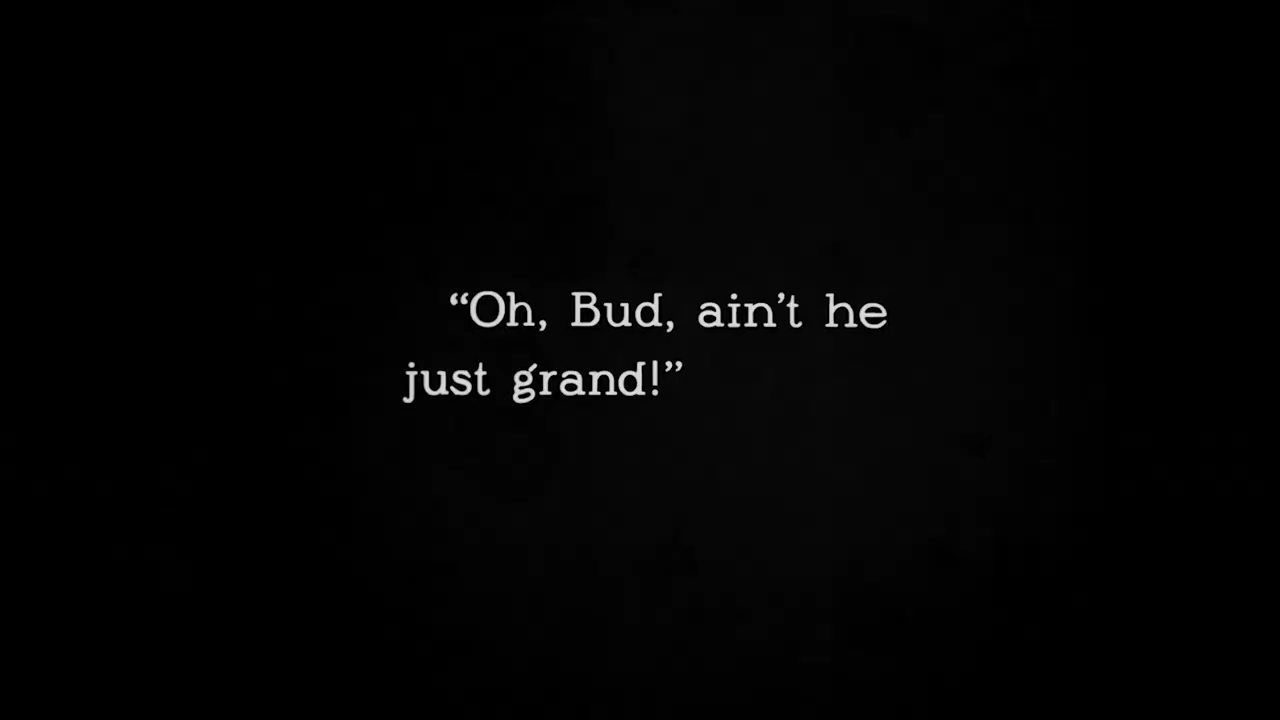 “Oh, Bud, ain’t he
just grand!”